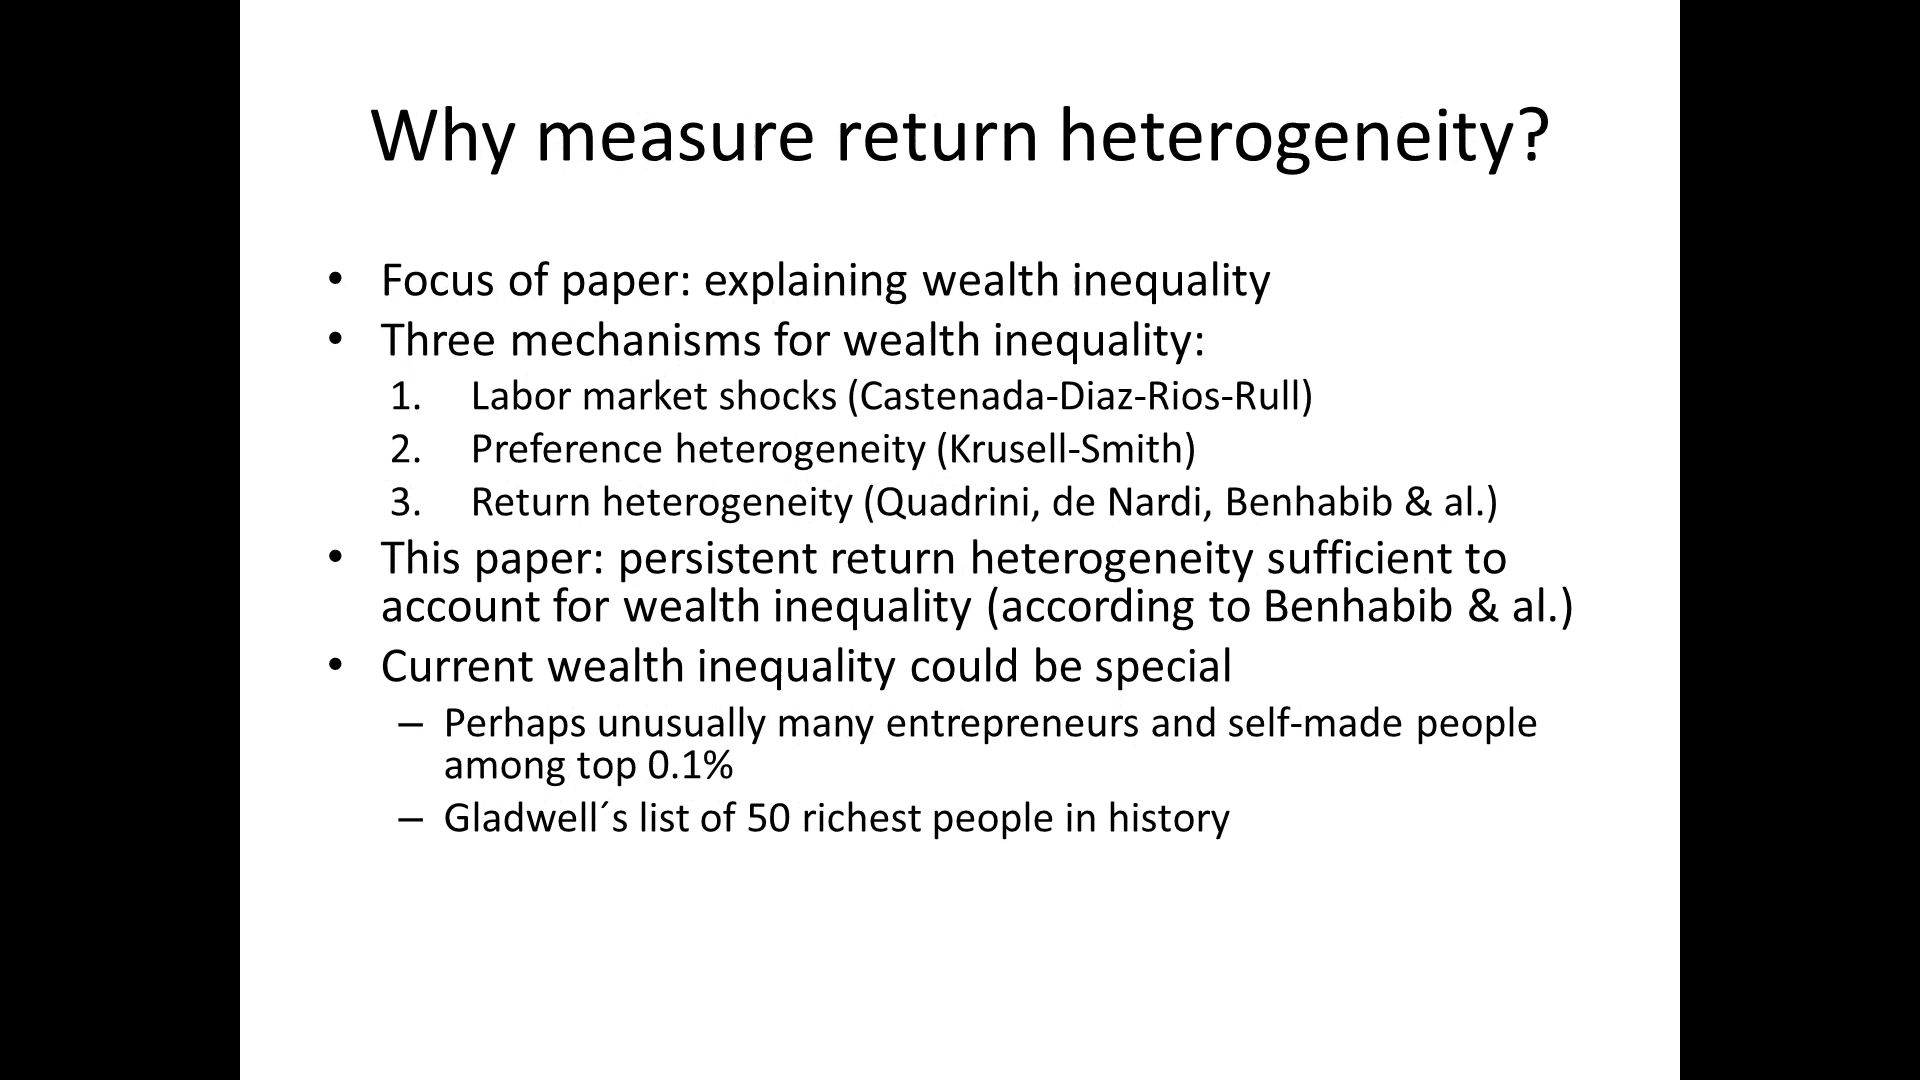 Why measure return heterogeneity?
• Focus of paper: explaining wealth inequality
• Three mechanisms for wealth inequality:
1. Labor market shocks (Castenada-Diaz-Rios-Rull)
2. Preference heterogeneity (Krusell-Smith)
3. Return heterogeneity (Quadrini, de Nardi, Benhabib & al.)
• This paper: persistent return heterogeneity sufficient to
account for wealth inequality (according to Benhabib & al.)
• Current wealth inequality could be special
– Perhaps unusually many entrepreneurs and self-made people
among top 0.1%
– Gladwell´s list of 50 richest people in history